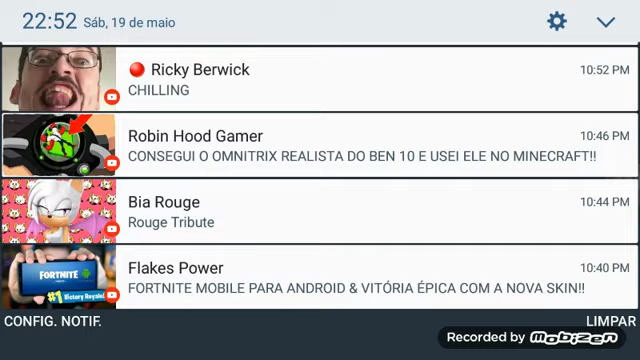 22:52 Sáb, 19 de maio
Ricky Berwick 10:52 PM
CHILLING
Robin Hood Gamer 10:46 PM
CONSEGUI O OMNITRIX REALISTA DO BEN 10 E USEI ELE NO MINECRAFT!!
Bia Rouge 10:44 PM
Rouge Tribute
Flakes Power 10:40 PM
FORTNITE MOBILE PARA ANDROID & VITÓRIA ÉPICA COM A NOVA SKIN!!
FORTNITE
#1 Victory Royale
CONFIG. NOTIF. LIMPAR
Recorded by Mobizen